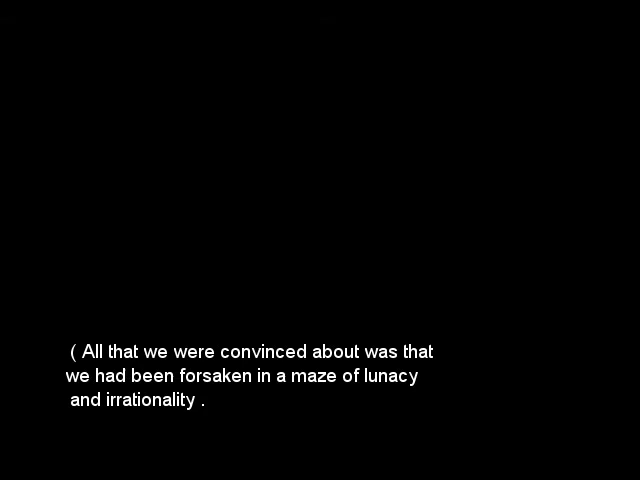 ( All that we were convinced about was that
we had been forsaken in a maze of lunacy
and irrationality .